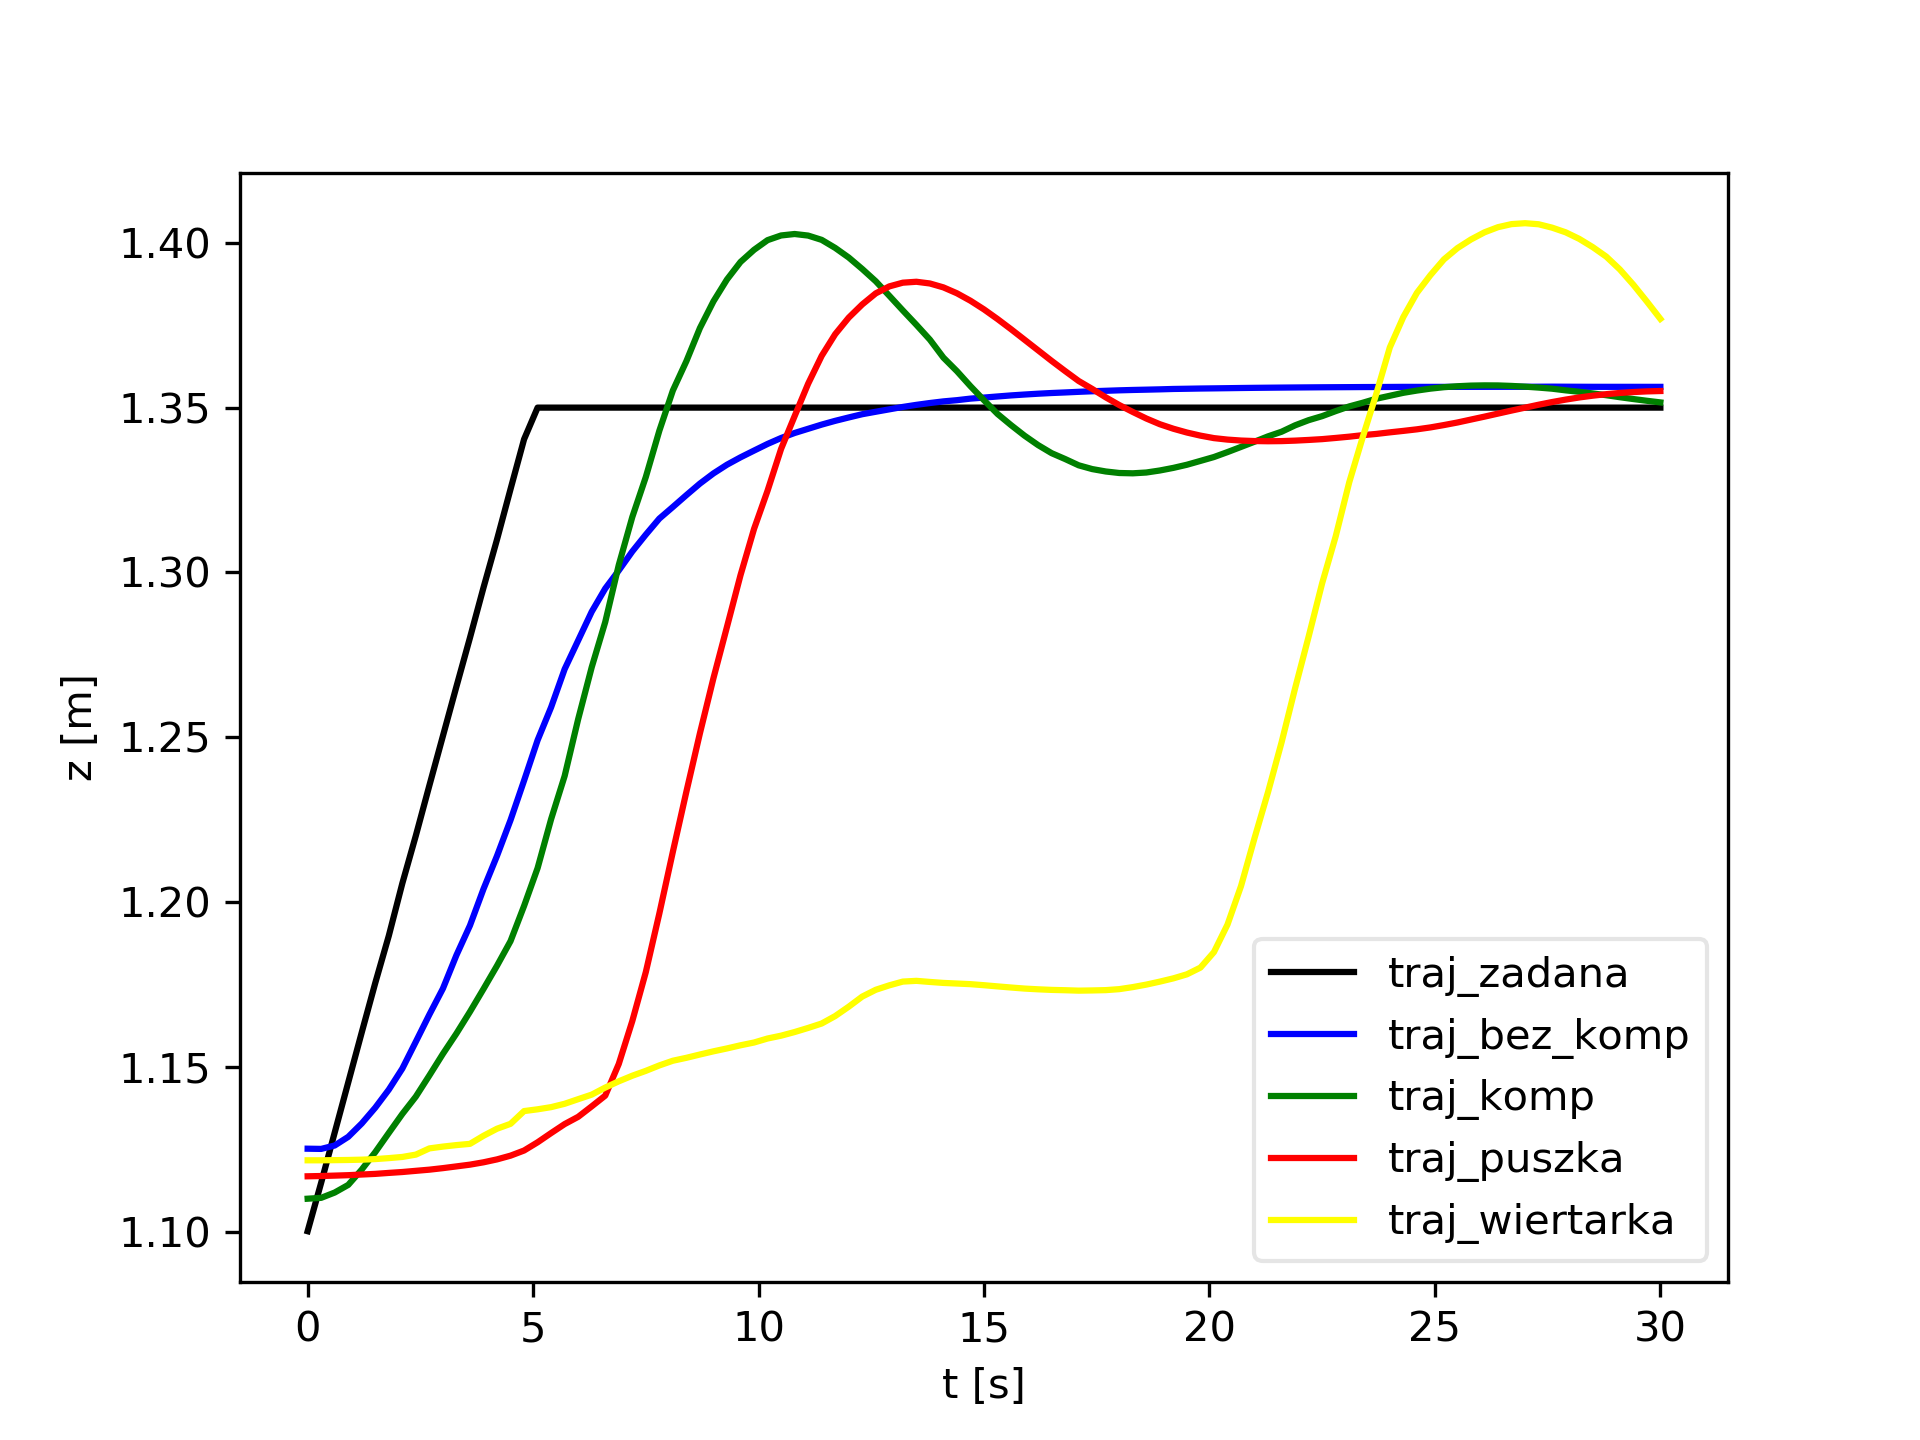 1.40
1.35
1.30
1.25
1.20
1.15
1.10
z [m]
0 5 10 15 20 25 30
t [s]
traj_zadana
traj_bez_komp
traj_komp
traj_puszka
traj_wiertarka